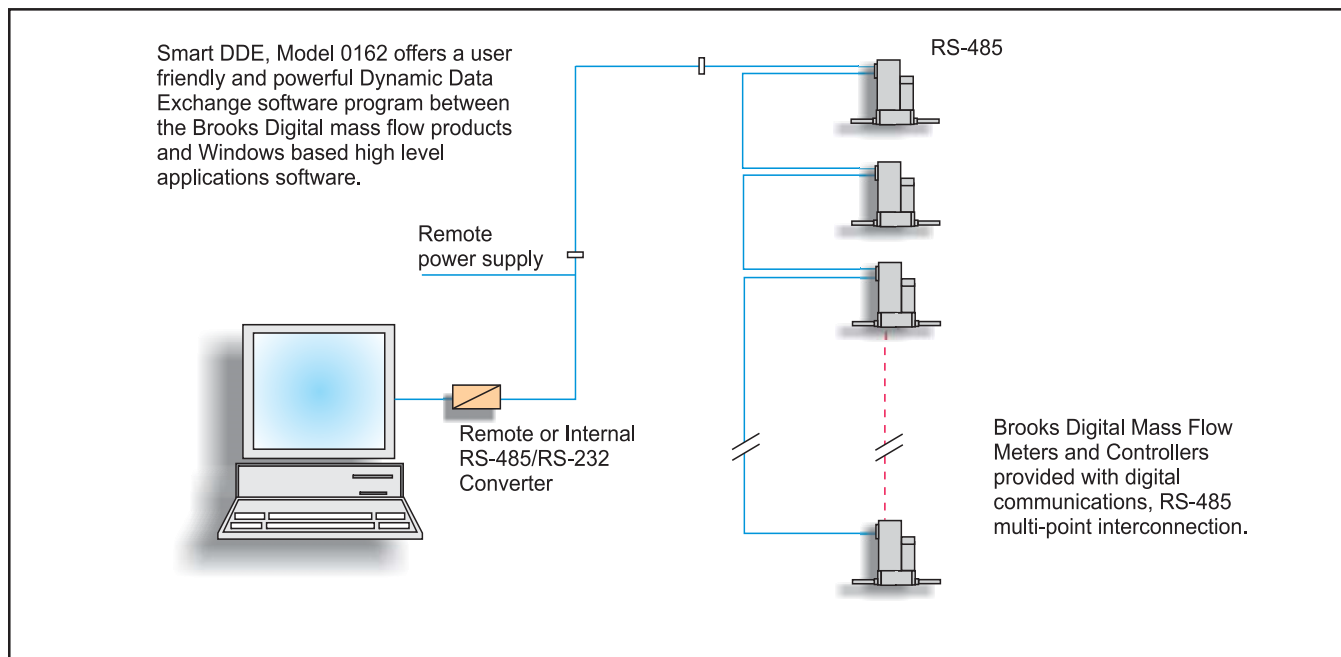 Smart DDE, Model 0162 offers a user
friendly and powerful Dynamic Data
Exchange software program between
the Brooks Digital mass flow products
and Windows based high level
applications software.
RS-485
Remote
power supply
Remote or Internal
RS-485/RS-232
Converter
Brooks Digital Mass Flow
Meters and Controllers
provided with digital
communications, RS-485
multi-point interconnection.